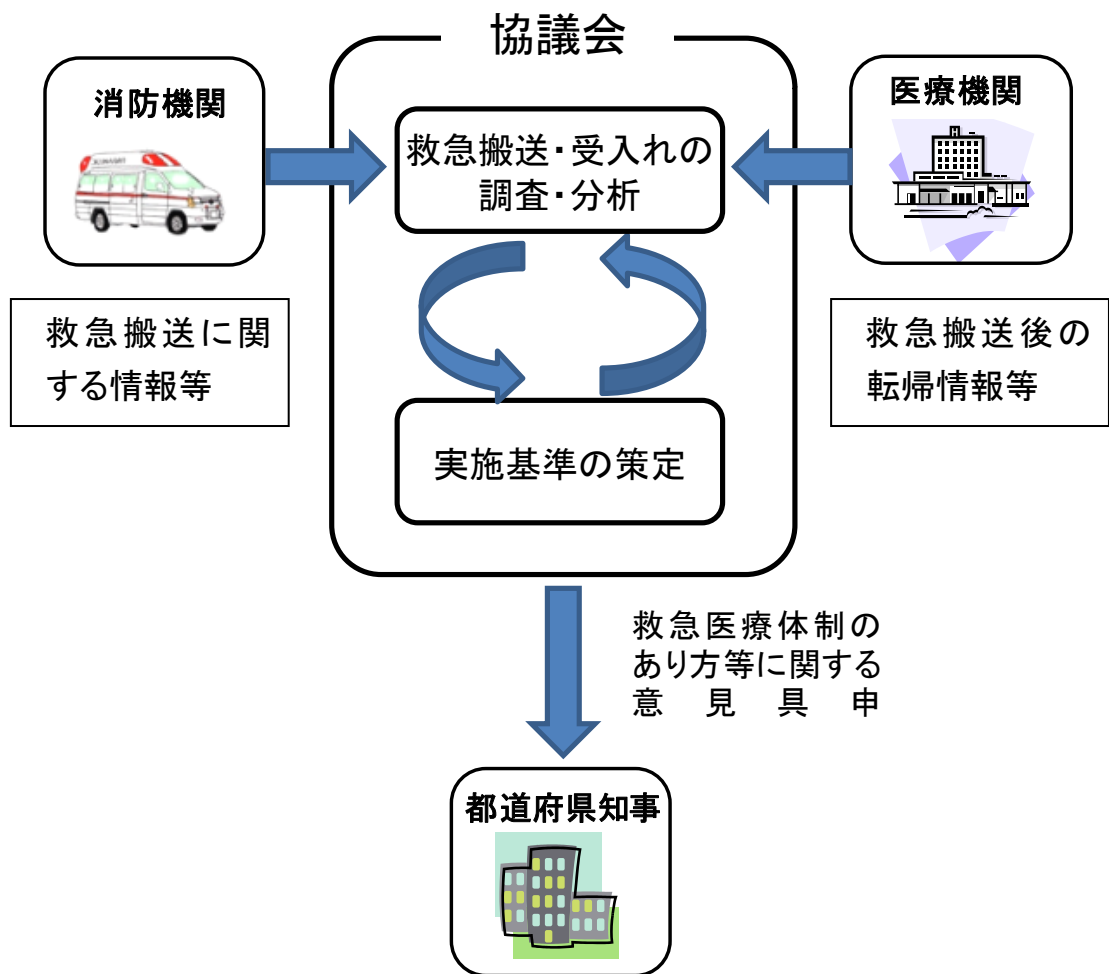 協議会
消防機関
医療機関
救急搬送・受入れの
調査・分析
救急搬送に関
する情報等
救急搬送後の
転帰情報等
実施基準の策定
救急医療体制の
あり方等に関する
意見具申
都道府県知事